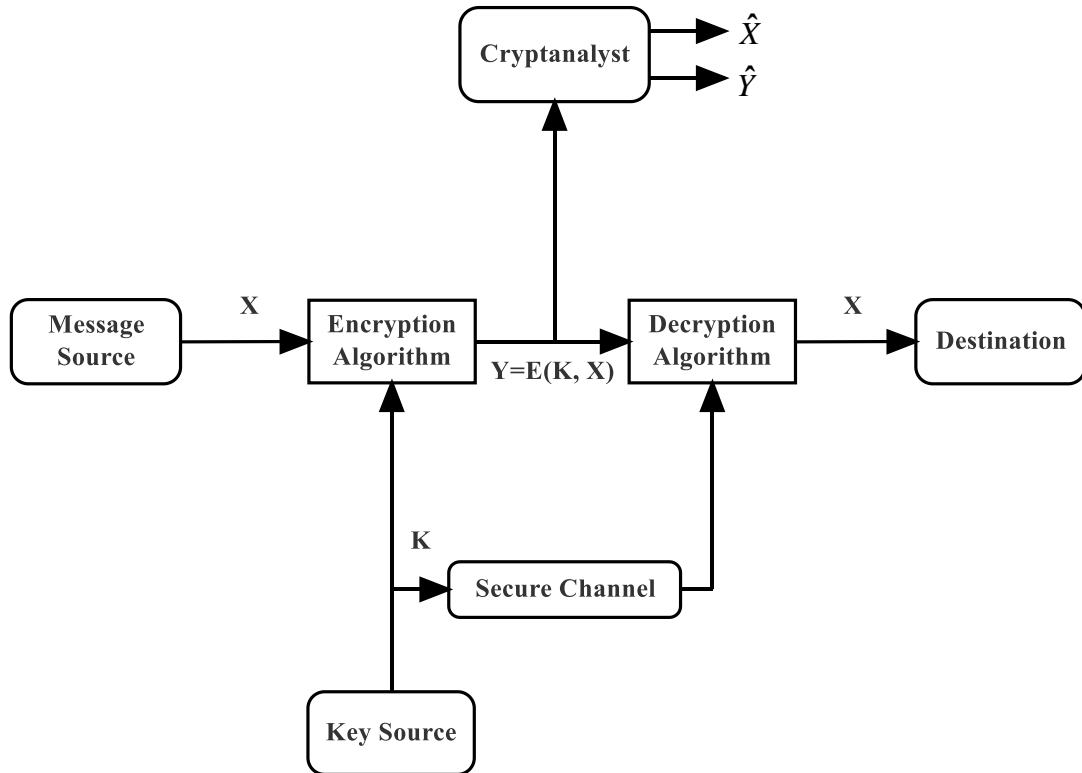 Cryptanalyst
X̂
Ŷ
Message
Source
X
Encryption
Algorithm
Y=E(K, X)
Decryption
Algorithm
X
Destination
K
Secure Channel
Key Source